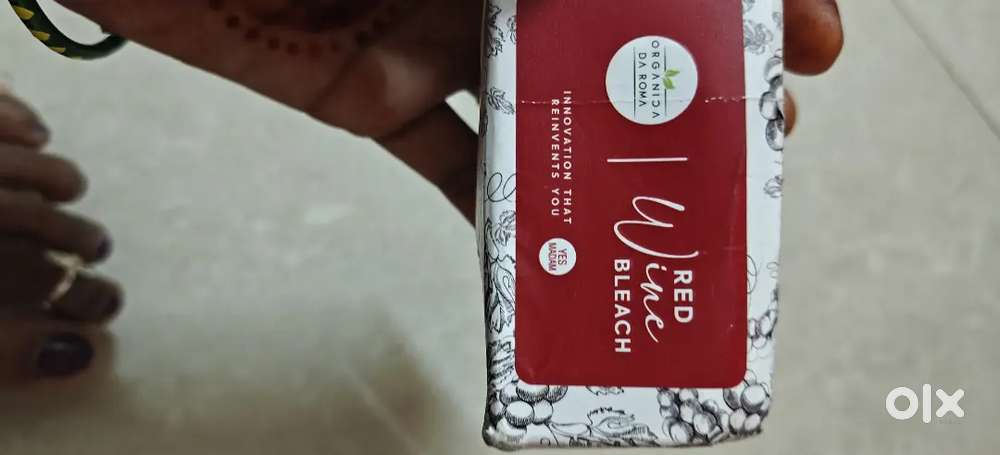 ORGANICA
DA ROMA
RED
Wine
BLEACH
INNOVATION THAT
REINVENTS YOU
YES
MADAM
olx